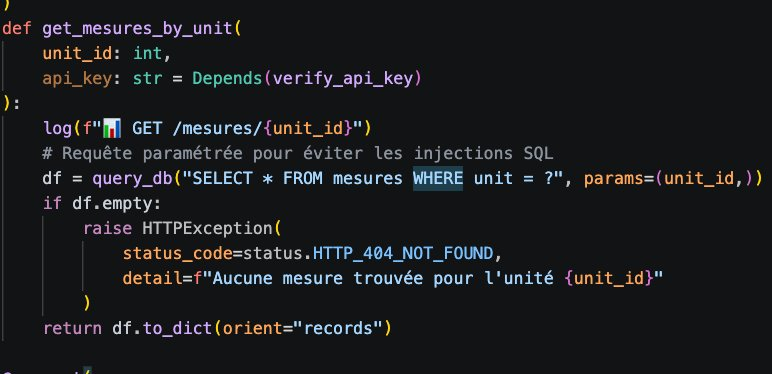 )
def get_mesures_by_unit(
    unit_id: int,
    api_key: str = Depends(verify_api_key)
):
    log(f"📊 GET /mesures/{unit_id}")
    # Requête paramétrée pour éviter les injections SQL
    df = query_db("SELECT * FROM mesures WHERE unit = ?", params=(unit_id,))
    if df.empty:
        raise HTTPException(
            status_code=status.HTTP_404_NOT_FOUND,
            detail=f"Aucune mesure trouvée pour l'unité {unit_id}"
        )
    return df.to_dict(orient="records")